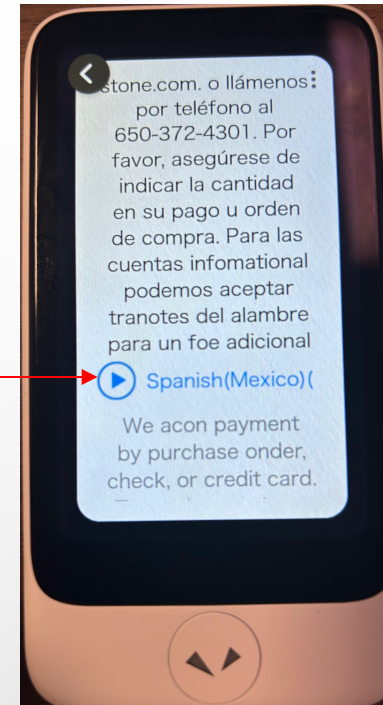 stone.com. o llámenos
por teléfono al
650-372-4301. Por
favor, asegúrese de
indicar la cantidad
en su pago u orden
de compra. Para las
cuentas infomational
podemos aceptar
tranotes del alambre
para un foe adicional
Spanish(Mexico)(
We acon payment
by purchase onder,
check, or credit card.